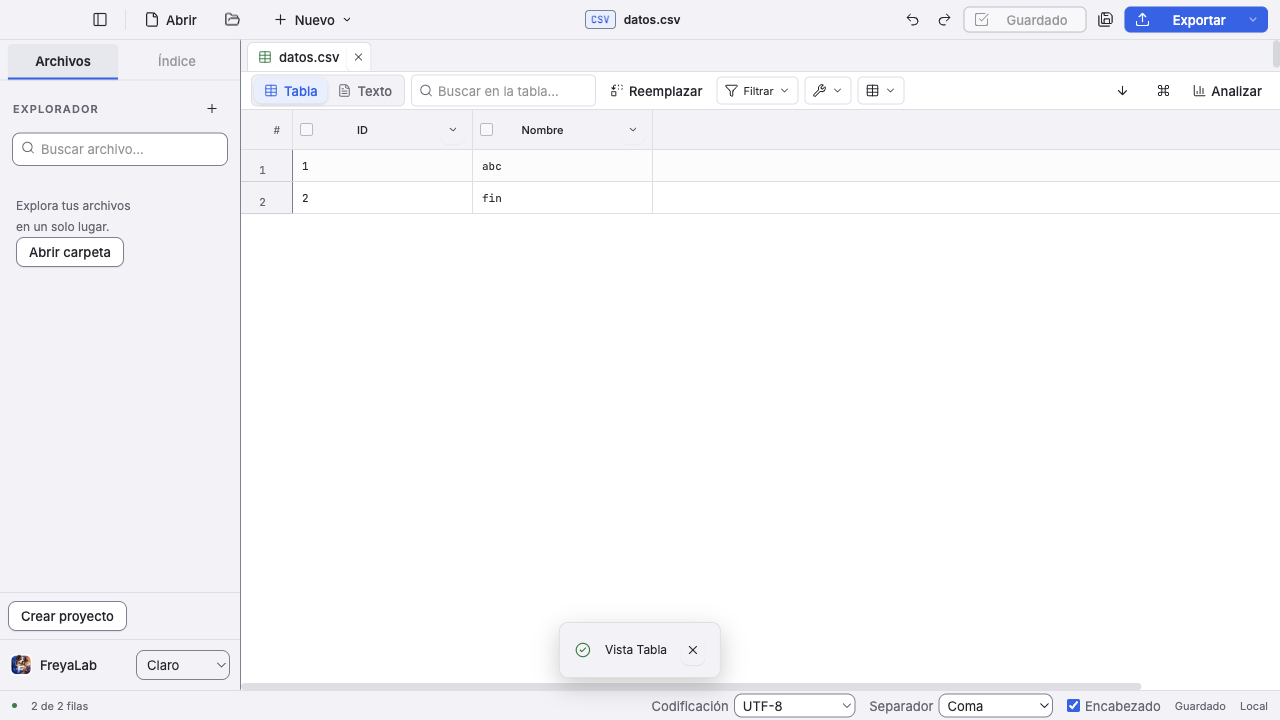 Abrir
Nuevo
CSV datos.csv
Guardado
Exportar
Archivos
Índice
datos.csv
EXPLORADOR
Buscar archivo...
Explora tus archivos
en un solo lugar.
Abrir carpeta
Tabla
Texto
Buscar en la tabla...
Reemplazar
Filtrar
Analizar
# ID Nombre
1 1 abc
2 2 fin
Crear proyecto
FreyaLab
Claro
Vista Tabla
2 de 2 filas
Codificación UTF-8
Separador Coma
Encabezado
Guardado
Local